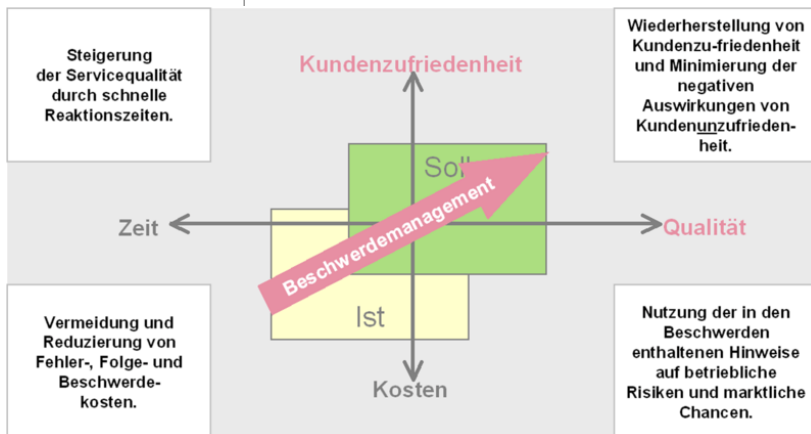 Steigerung
der Servicequalität
durch schnelle
Reaktionszeiten.
Kundenzufriedenheit
Wiederherstellung von
Kundenzu-friedenheit
und Minimierung der
negativen
Auswirkungen von
Kundenunzufrieden-
heit.
Soll
Zeit
Beschwerdemanagement
Qualität
Ist
Vermeidung und
Reduzierung von
Fehler-, Folge- und
Beschwerde-
kosten.
Kosten
Nutzung der in den
Beschwerden
enthaltenen Hinweise
auf betriebliche
Risiken und marktliche
Chancen.